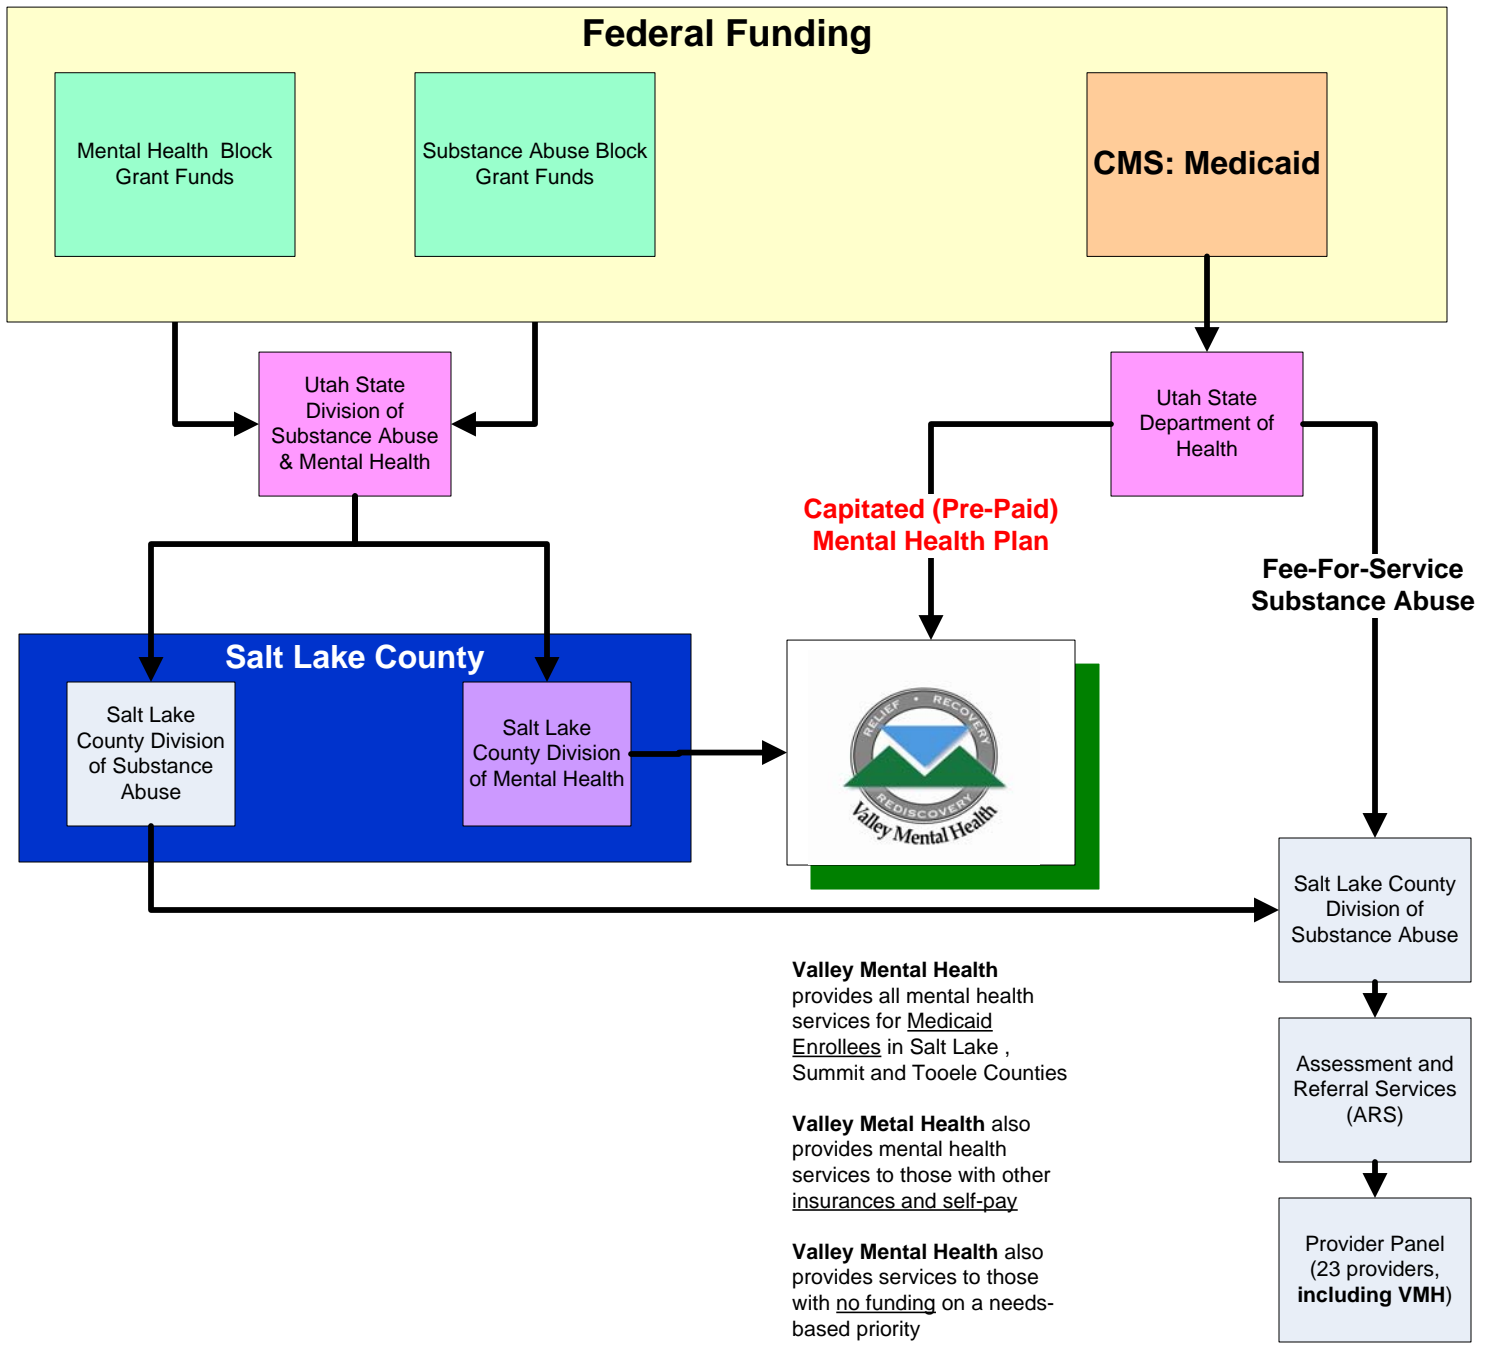 Federal Funding
Mental Health Block
Grant Funds
Substance Abuse Block
Grant Funds
CMS: Medicaid
Utah State
Division of
Substance Abuse
& Mental Health
Utah State
Department of
Health
Capitated (Pre-Paid)
Mental Health Plan
Fee-For-Service
Substance Abuse
Salt Lake County
Salt Lake
County Division
of Substance
Abuse
Salt Lake
County Division
of Mental Health
RELIEF • RECOVERY
REDISCOVERY
Valley Mental Health
Salt Lake County
Division of
Substance Abuse
Valley Mental Health
provides all mental health
services for Medicaid
Enrollees in Salt Lake ,
Summit and Tooele Counties
Valley Metal Health also
provides mental health
services to those with other
insurances and self-pay
Valley Mental Health also
provides services to those
with no funding on a needs-
based priority
Assessment and
Referral Services
(ARS)
Provider Panel
(23 providers,
including VMH)